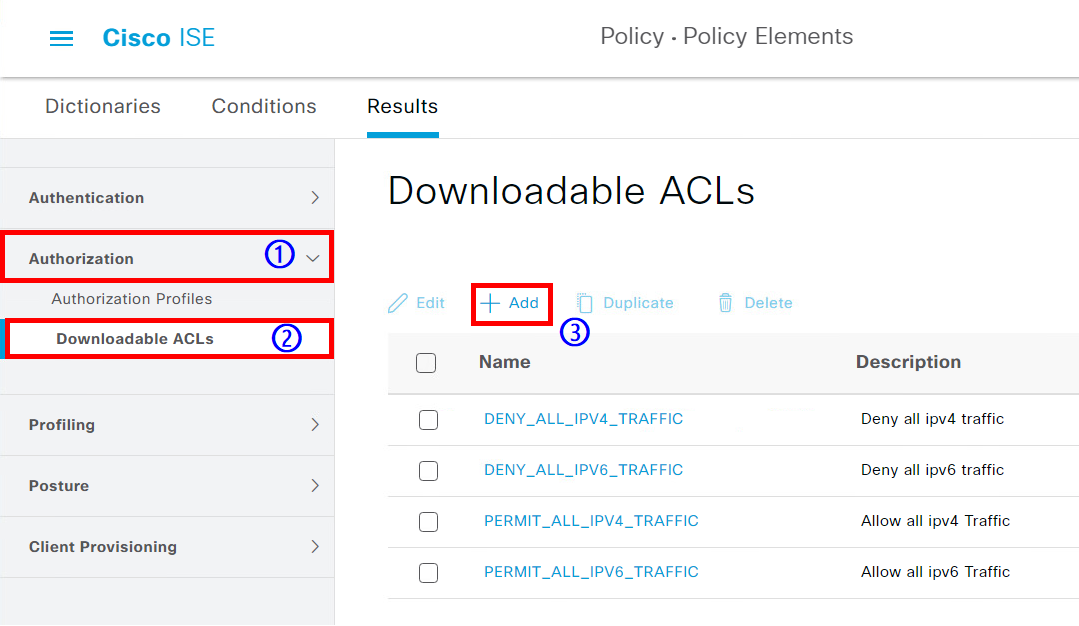 Cisco ISE
Policy · Policy Elements
Dictionaries Conditions Results
Authentication
Authorization ①
Authorization Profiles
Downloadable ACLs ②
Profiling
Posture
Client Provisioning
Downloadable ACLs
Edit Add Duplicate Delete
③
Name Description
DENY_ALL_IPV4_TRAFFIC Deny all ipv4 traffic
DENY_ALL_IPV6_TRAFFIC Deny all ipv6 traffic
PERMIT_ALL_IPV4_TRAFFIC Allow all ipv4 Traffic
PERMIT_ALL_IPV6_TRAFFIC Allow all ipv6 Traffic